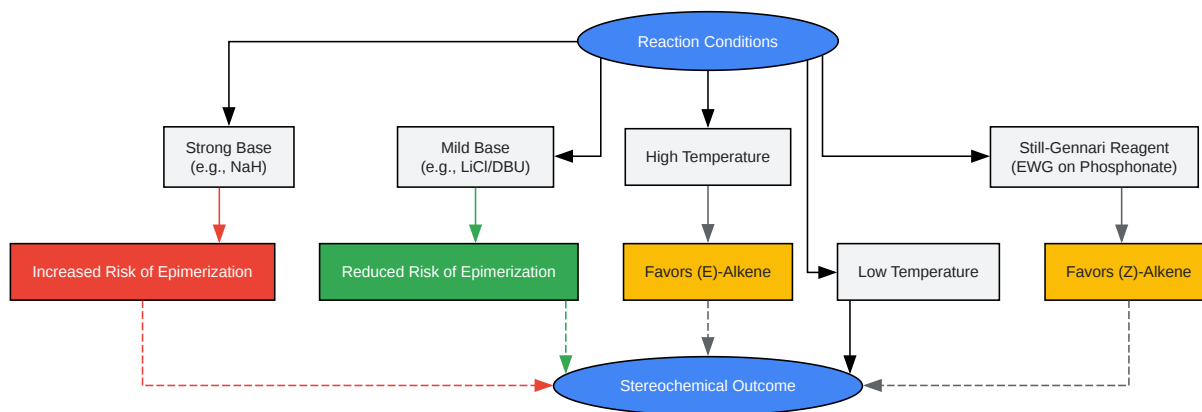 Reaction Conditions
Strong Base
(e.g., NaH)
Mild Base
(e.g., LiCl/DBU)
High Temperature
Still-Gennari Reagent
(EWG on Phosphonate)
Increased Risk of Epimerization
Reduced Risk of Epimerization
Favors (E)-Alkene
Low Temperature
Favors (Z)-Alkene
Stereochemical Outcome